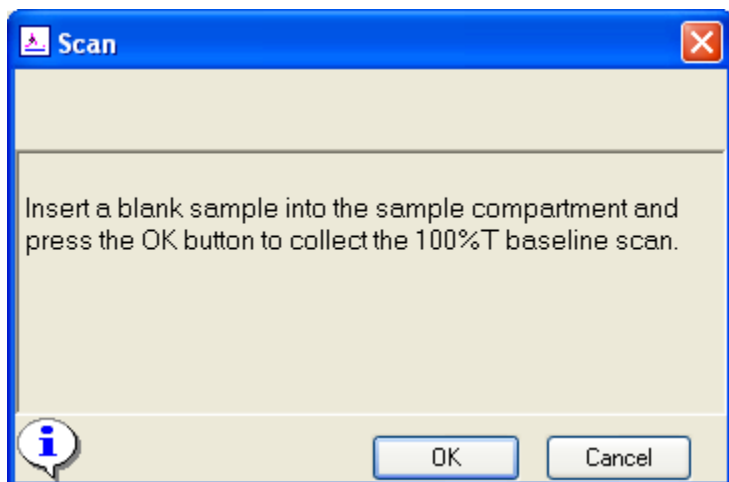 Scan
Insert a blank sample into the sample compartment and
press the OK button to collect the 100%T baseline scan.
OK
Cancel